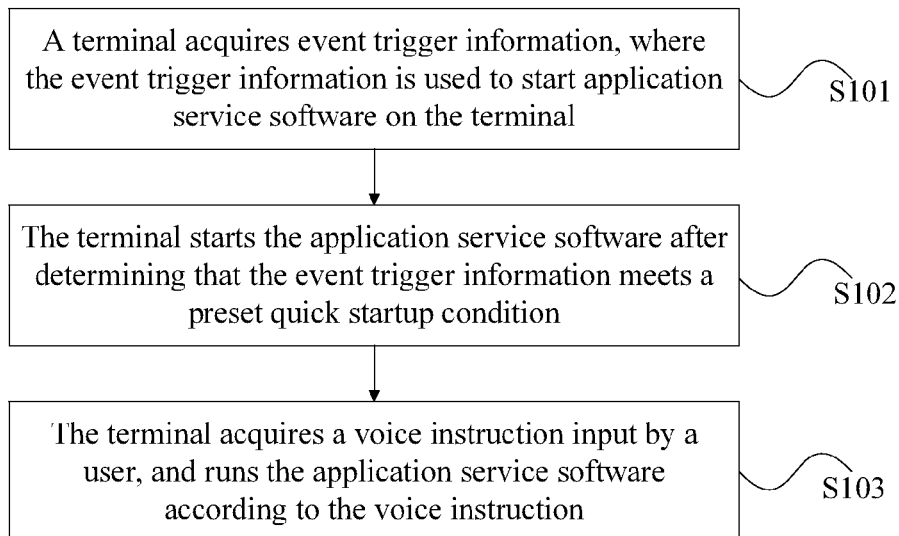 A terminal acquires event trigger information, where
the event trigger information is used to start application
service software on the terminal
S101
The terminal starts the application service software after
determining that the event trigger information meets a
preset quick startup condition
S102
The terminal acquires a voice instruction input by a
user, and runs the application service software
according to the voice instruction
S103